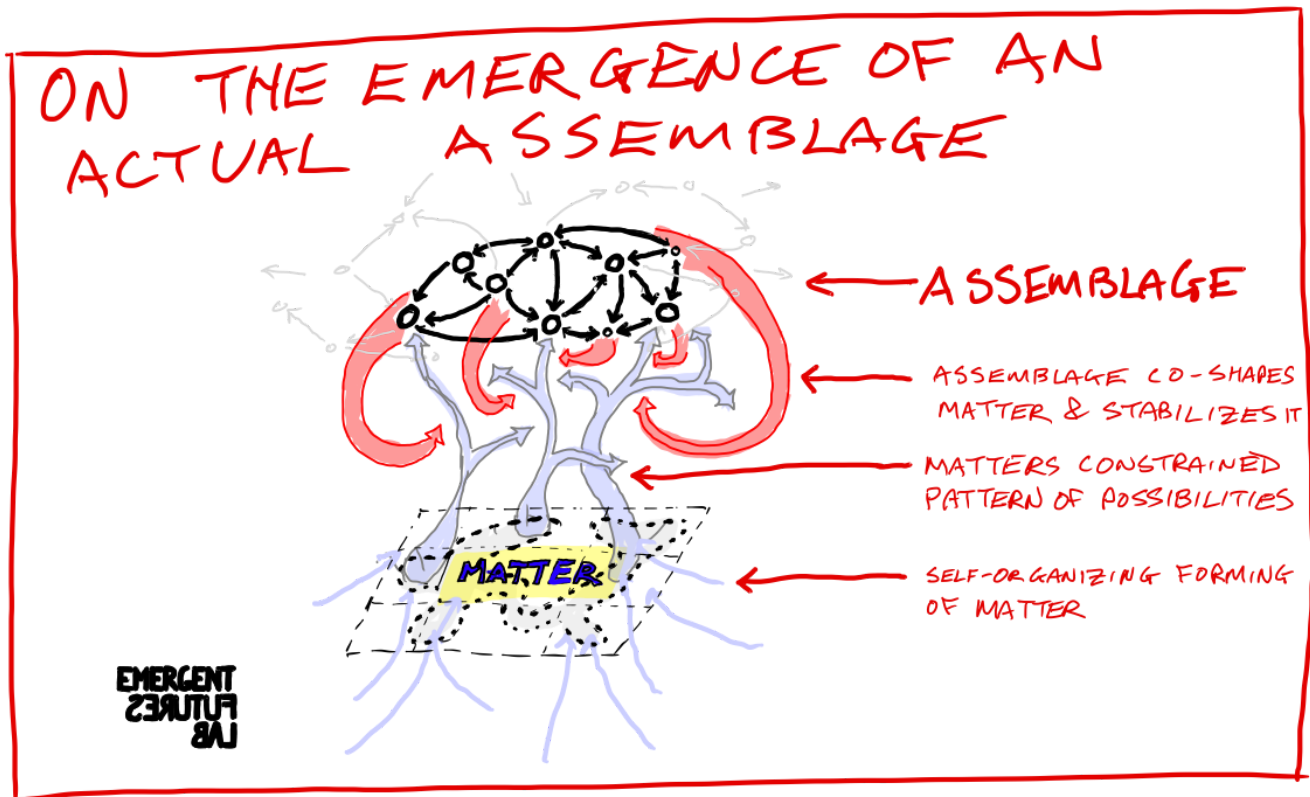 ON THE EMERGENCE OF AN
ACTUAL ASSEMBLAGE
ASSEMBLAGE
ASSEMBLAGE CO-SHAPES
MATTER & STABILIZES IT
MATTERS CONSTRAINED
PATTERN OF POSSIBILITIES
MATTER
SELF-ORGANIZING FORMING
OF MATTER
EMERGENT
FUTURES
LAB